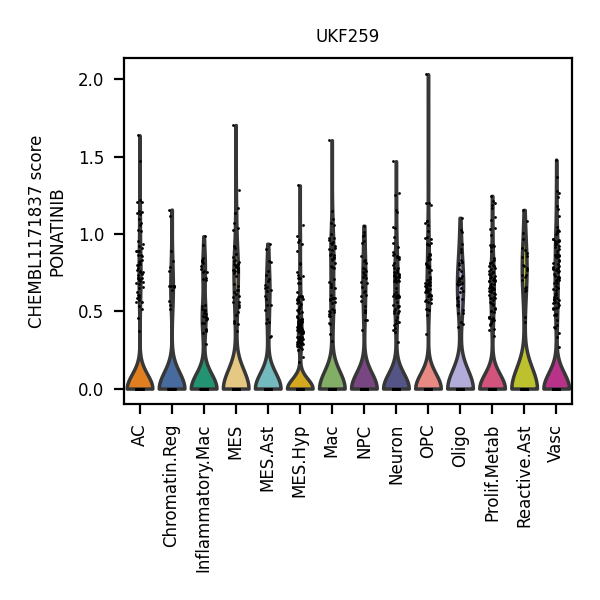 UKF259
CHEMBL1171837 score
PONATINIB
2.0
1.5
1.0
0.5
0.0
AC
Chromatin.Reg
Inflammatory.Mac
MES
MES.Ast
MES.Hyp
Mac
NPC
Neuron
OPC
Oligo
Prolif.Metab
Reactive.Ast
Vasc